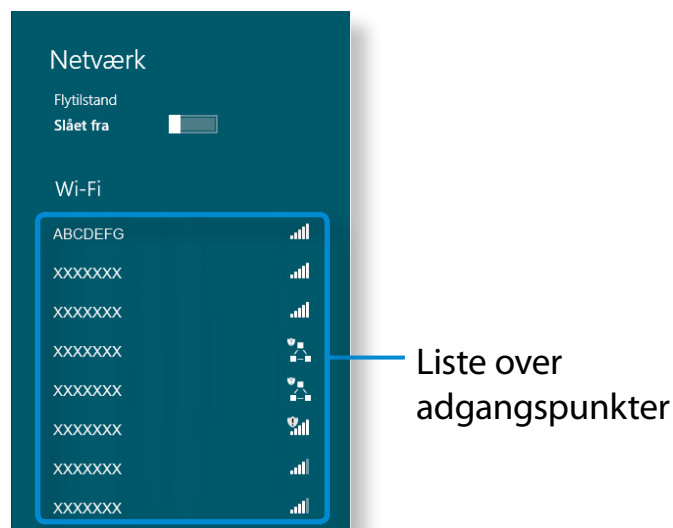 Netværk
Flytilstand
Slået fra
Wi-Fi
ABCDEFG
XXXXXXX
XXXXXXX
XXXXXXX
XXXXXXX
XXXXXXX
XXXXXXX
XXXXXXX
Liste over
adgangspunkter